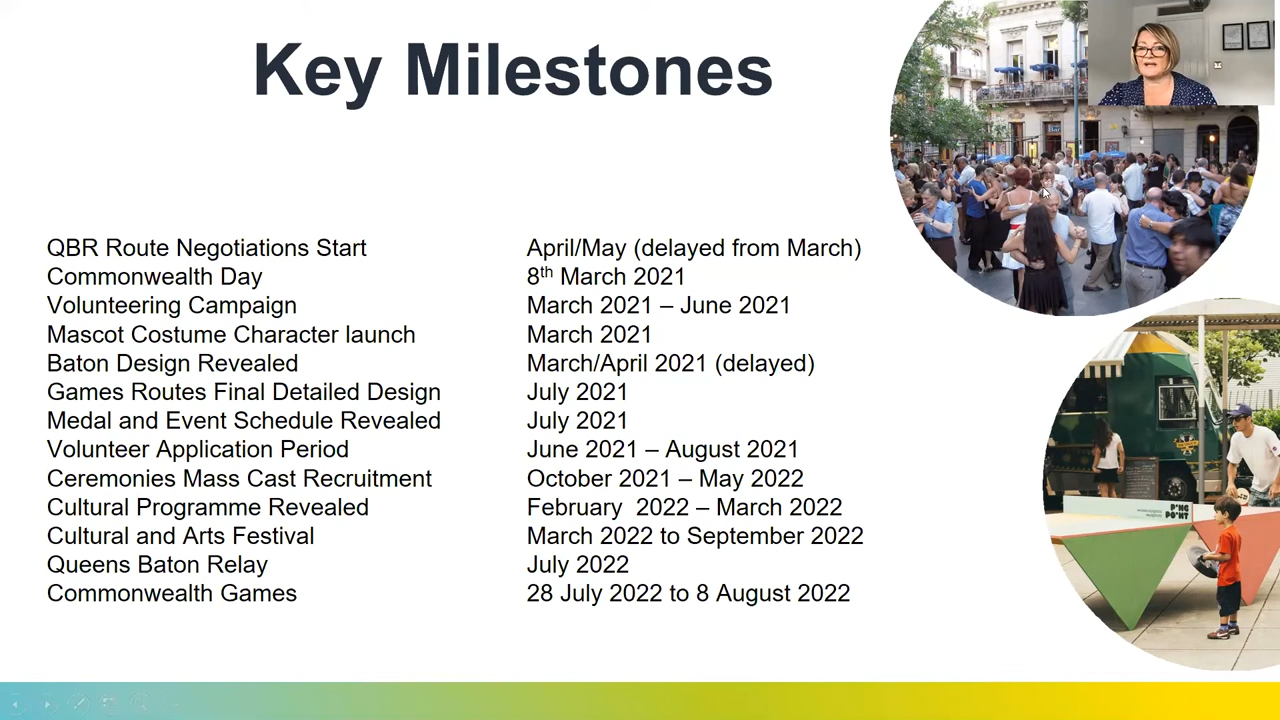 Key Milestones
QBR Route Negotiations Start April/May (delayed from March)
Commonwealth Day 8th March 2021
Volunteering Campaign March 2021 – June 2021
Mascot Costume Character launch March 2021
Baton Design Revealed March/April 2021 (delayed)
Games Routes Final Detailed Design July 2021
Medal and Event Schedule Revealed July 2021
Volunteer Application Period June 2021 – August 2021
Ceremonies Mass Cast Recruitment October 2021 – May 2022
Cultural Programme Revealed February 2022 – March 2022
Cultural and Arts Festival March 2022 to September 2022
Queens Baton Relay July 2022
Commonwealth Games 28 July 2022 to 8 August 2022
Bar